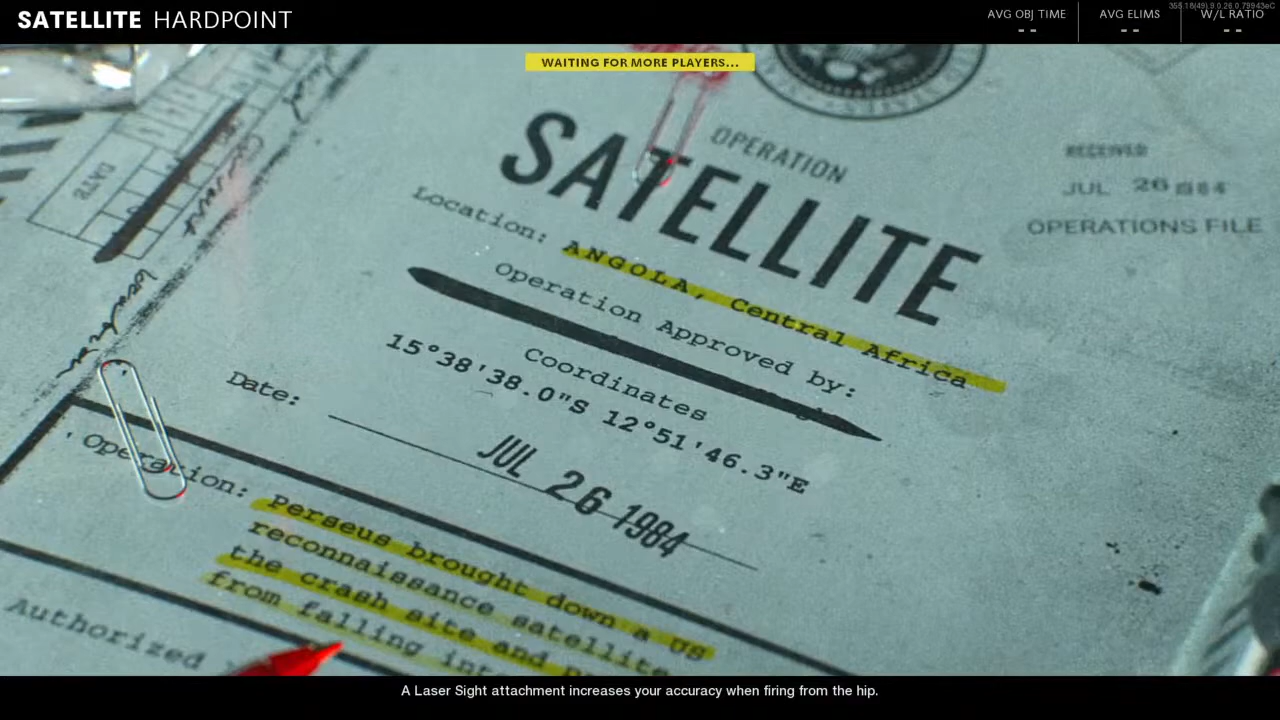 SATELLITE HARDPOINT
AVG OBJ TIME
AVG ELIMS
W/L RATIO
--
--
--
WAITING FOR MORE PLAYERS...
OPERATION
SATELLITE
RECEIVED
JUL 26 1984
OPERATIONS FILE
Location: ANGOLA, Central Africa
Operation Approved by:
Coordinates
15°38'38.0"S 12°51'46.3"E
Date:
JUL 26 1984
DATE
Operation: Perseus brought down a US
reconnaissance satellite
the crash site and
from falling
Authorized
A Laser Sight attachment increases your accuracy when firing from the hip.